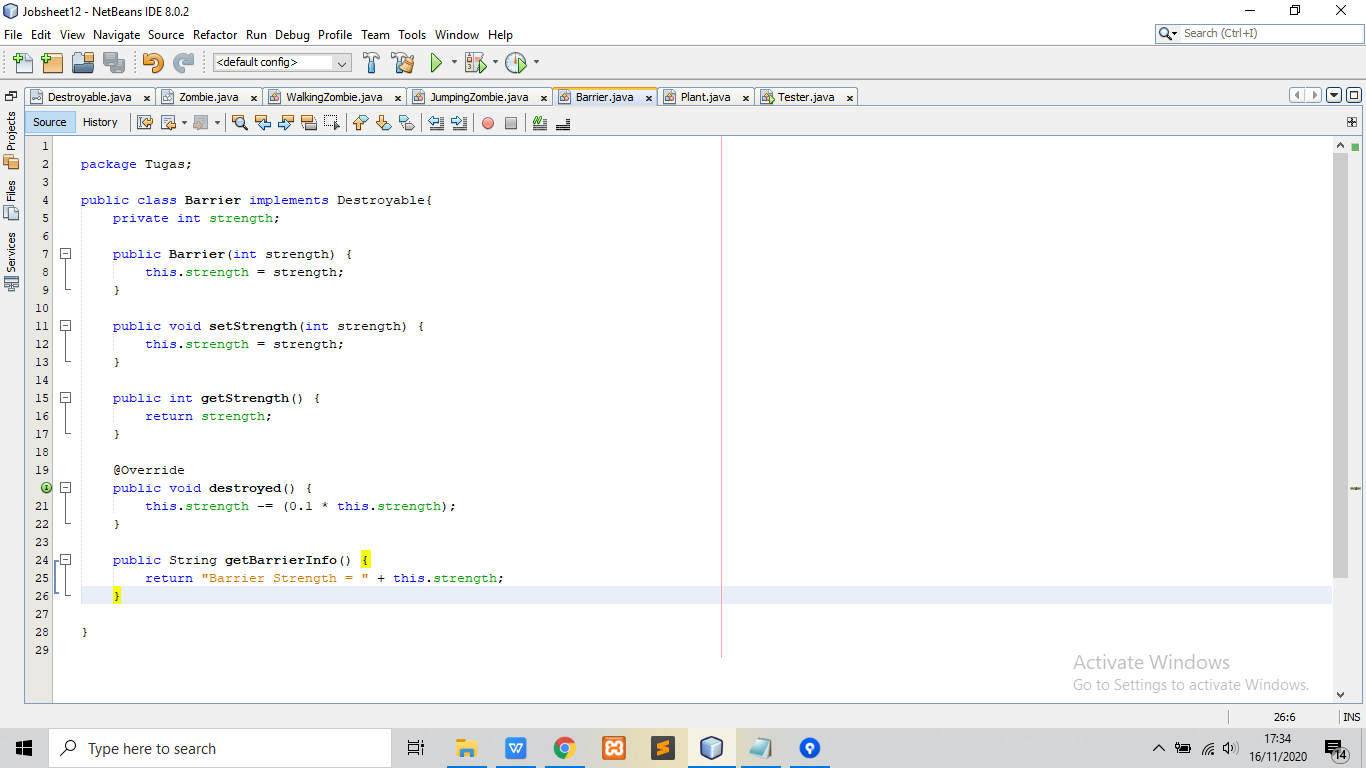 Jobsheet12 - NetBeans IDE 8.0.2
File Edit View Navigate Source Refactor Run Debug Profile Team Tools Window Help
Search (Ctrl+I)
<default config>
Destroyable.java Zombie.java WalkingZombie.java JumpingZombie.java Barrier.java Plant.java Tester.java
Projects
Files
Services
Source History
1
2 package Tugas;
3
4 public class Barrier implements Destroyable{
5 private int strength;
6
7 public Barrier(int strength) {
8 this.strength = strength;
9 }
10
11 public void setStrength(int strength) {
12 this.strength = strength;
13 }
14
15 public int getStrength() {
16 return strength;
17 }
18
19 @Override
public void destroyed() {
21 this.strength -= (0.1 * this.strength);
22 }
23
24 public String getBarrierInfo() {
25 return "Barrier Strength = " + this.strength;
26 }
27
28 }
29
Activate Windows
Go to Settings to activate Windows.
26:6 INS
Type here to search
17:34
16/11/2020
14